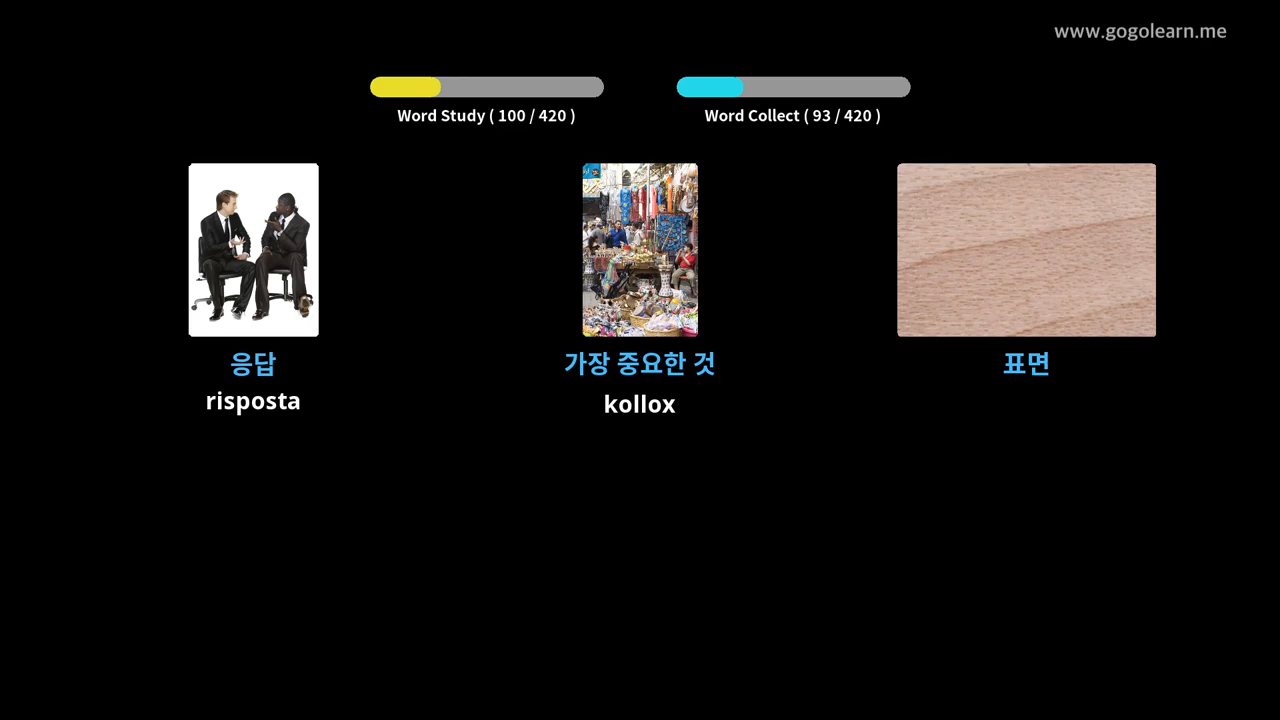 www.gogolearn.me
Word Study ( 100 / 420 )
Word Collect ( 93 / 420 )
응답
가장 중요한 것
표면
risposta
kollox